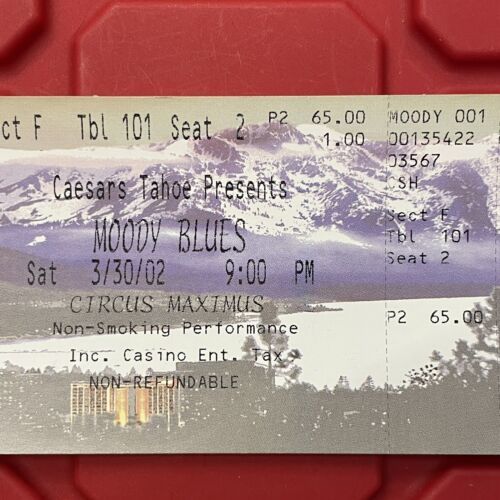 ct F Tbl 101 Seat 2 P2 65.00
1.00
Caesars Tahoe Presents
MOODY BLUES
Sat 3/30/02 9:00 PM
CIRCUS MAXIMUS
Non-Smoking Performance
Inc. Casino Ent. Tax
NON-REFUNDABLE
MOODY 001
00135422
03567
CSH
Sect F
Tbl 101
Seat 2
P2 65.00